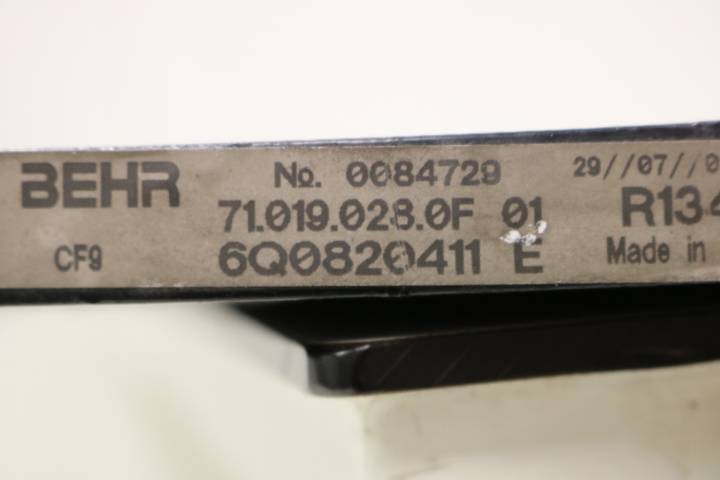 BEHR No. 0084729 29//07//0
71.019.028.0F 01 R134
CF9 6Q0820411 E Made in